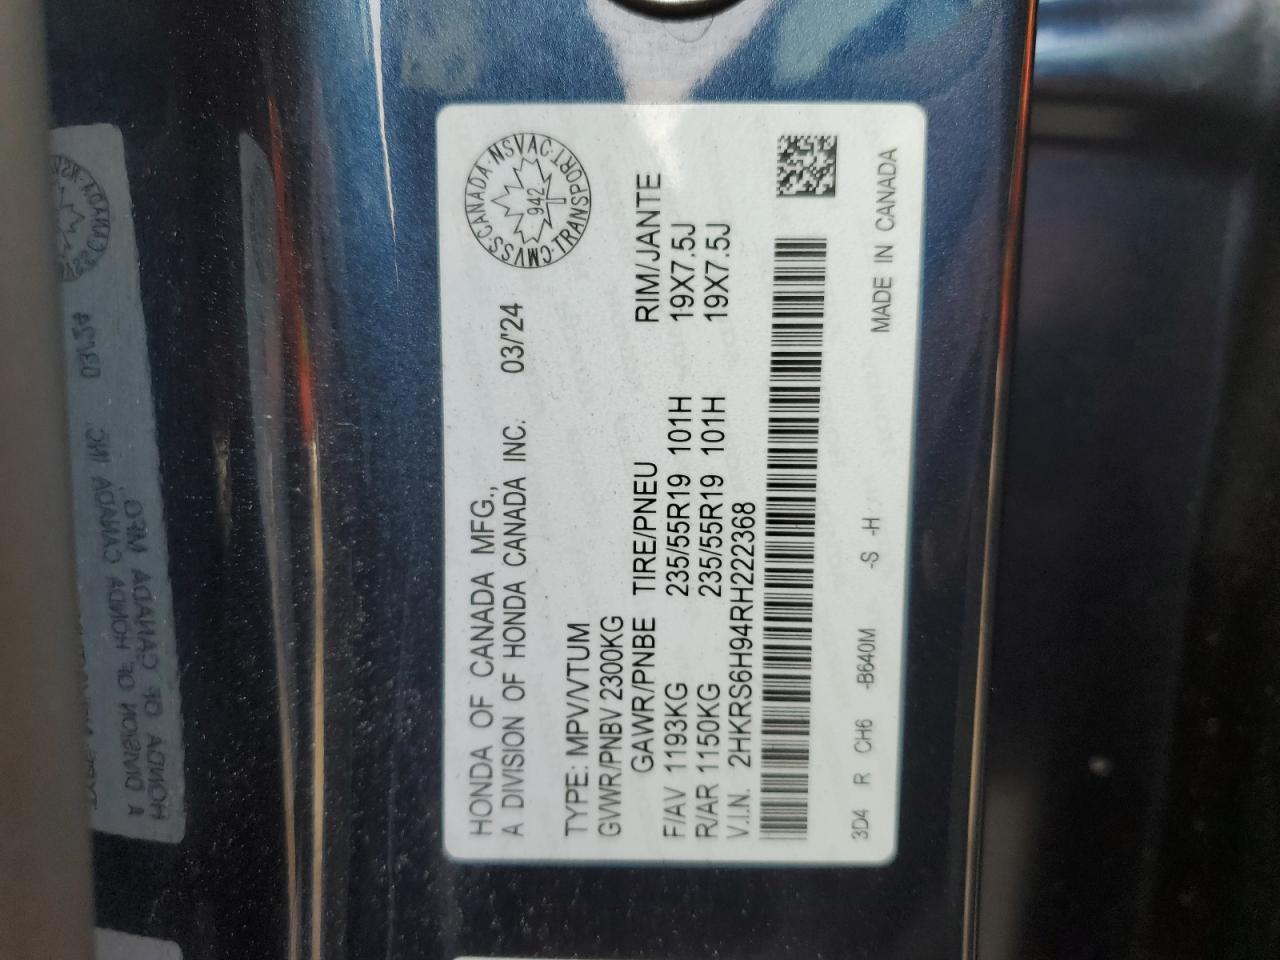 HONDA OF CANADA MFG.,
A DIVISION OF HONDA CANADA INC. 03/'24
CMVSS·CANADA·NSVAC·TRANSPORT
942
TYPE: MPV/VTUM
GVWR/PNBV 2300KG
GAWR/PNBE TIRE/PNEU RIM/JANTE
F/AV 1193KG 235/55R19 101H 19X7.5J
R/AR 1150KG 235/55R19 101H 19X7.5J
V.I.N. 2HKRS6H94RH222368
3D4 R CH6 -B640M -S -H MADE IN CANADA